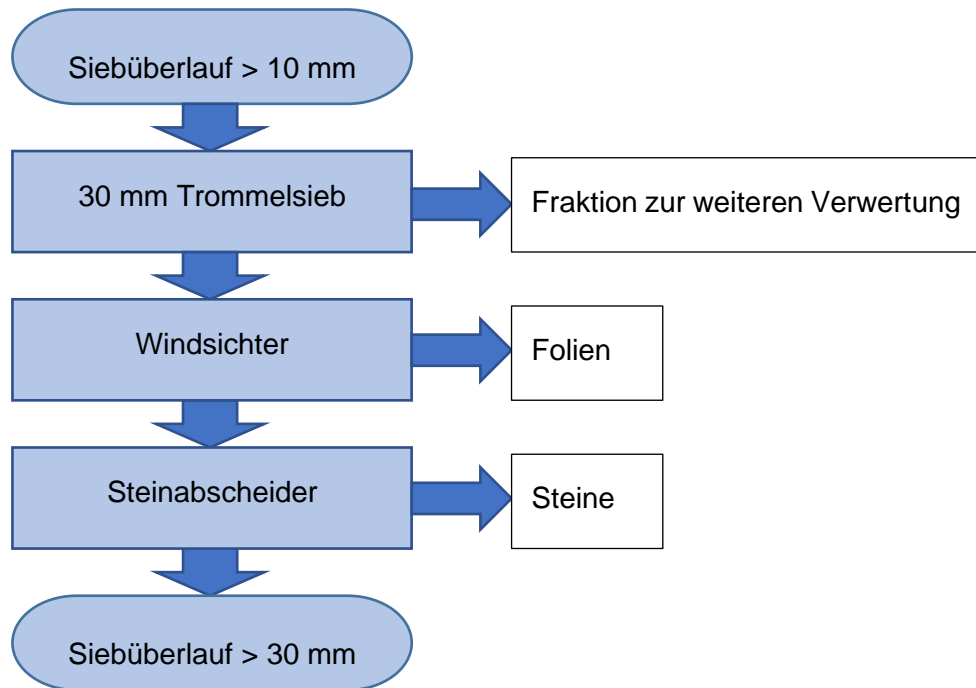 Siebüberlauf > 10 mm
30 mm Trommelsieb
Fraktion zur weiteren Verwertung
Windsichter
Folien
Steinabscheider
Steine
Siebüberlauf > 30 mm